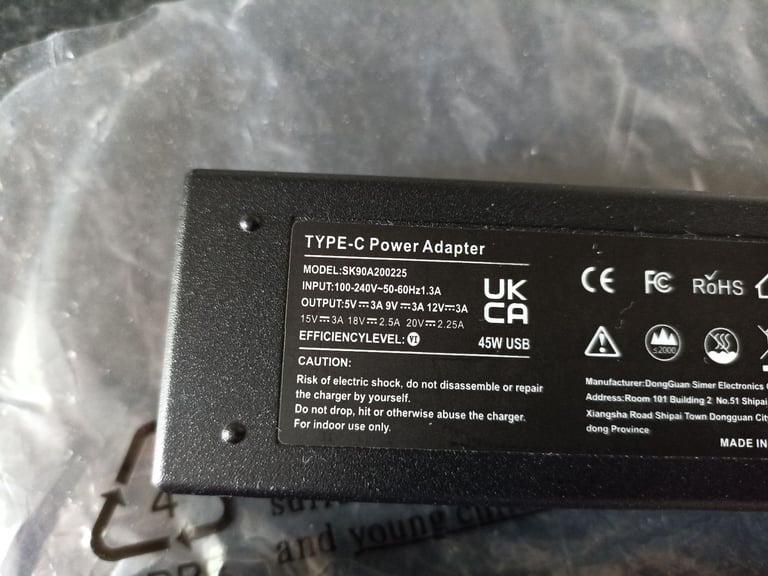 TYPE-C Power Adapter
MODEL:SK90A200225
INPUT:100-240V~50-60Hz1.3A
OUTPUT:5V⎓3A 9V⎓3A 12V⎓3A
15V⎓3A 18V⎓2.5A 20V⎓2.25A
EFFICIENCYLEVEL:VI
45W USB
UK
CA
CAUTION:
Risk of electric shock, do not disassemble or repair
the charger by yourself.
Do not drop, hit or otherwise abuse the charger.
For indoor use only.
CE FC RoHS
≤2000
Manufacturer:DongGuan Simer Electronics
Address:Room 101 Building 2 No.51 Shipai
Xiangsha Road Shipai Town Dongguan City
dong Province
MADE IN
4
and young